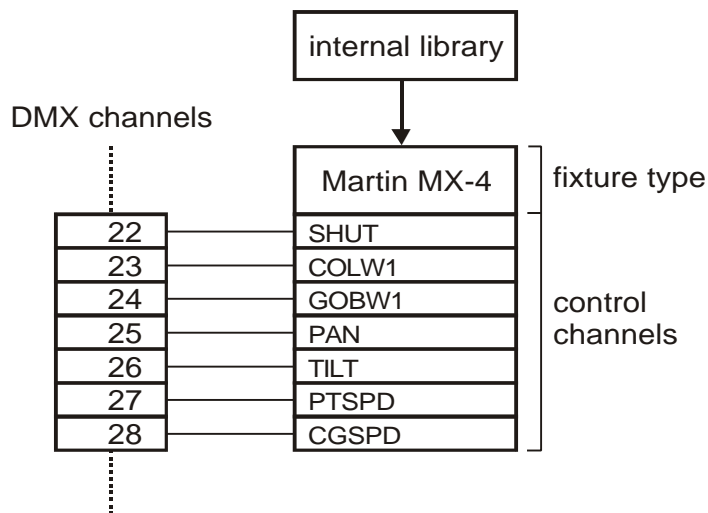 internal library
DMX channels
Martin MX-4
fixture type
22 SHUT
23 COLW1
24 GOBW1
25 PAN
26 TILT
27 PTSPD
28 CGSPD
control
channels